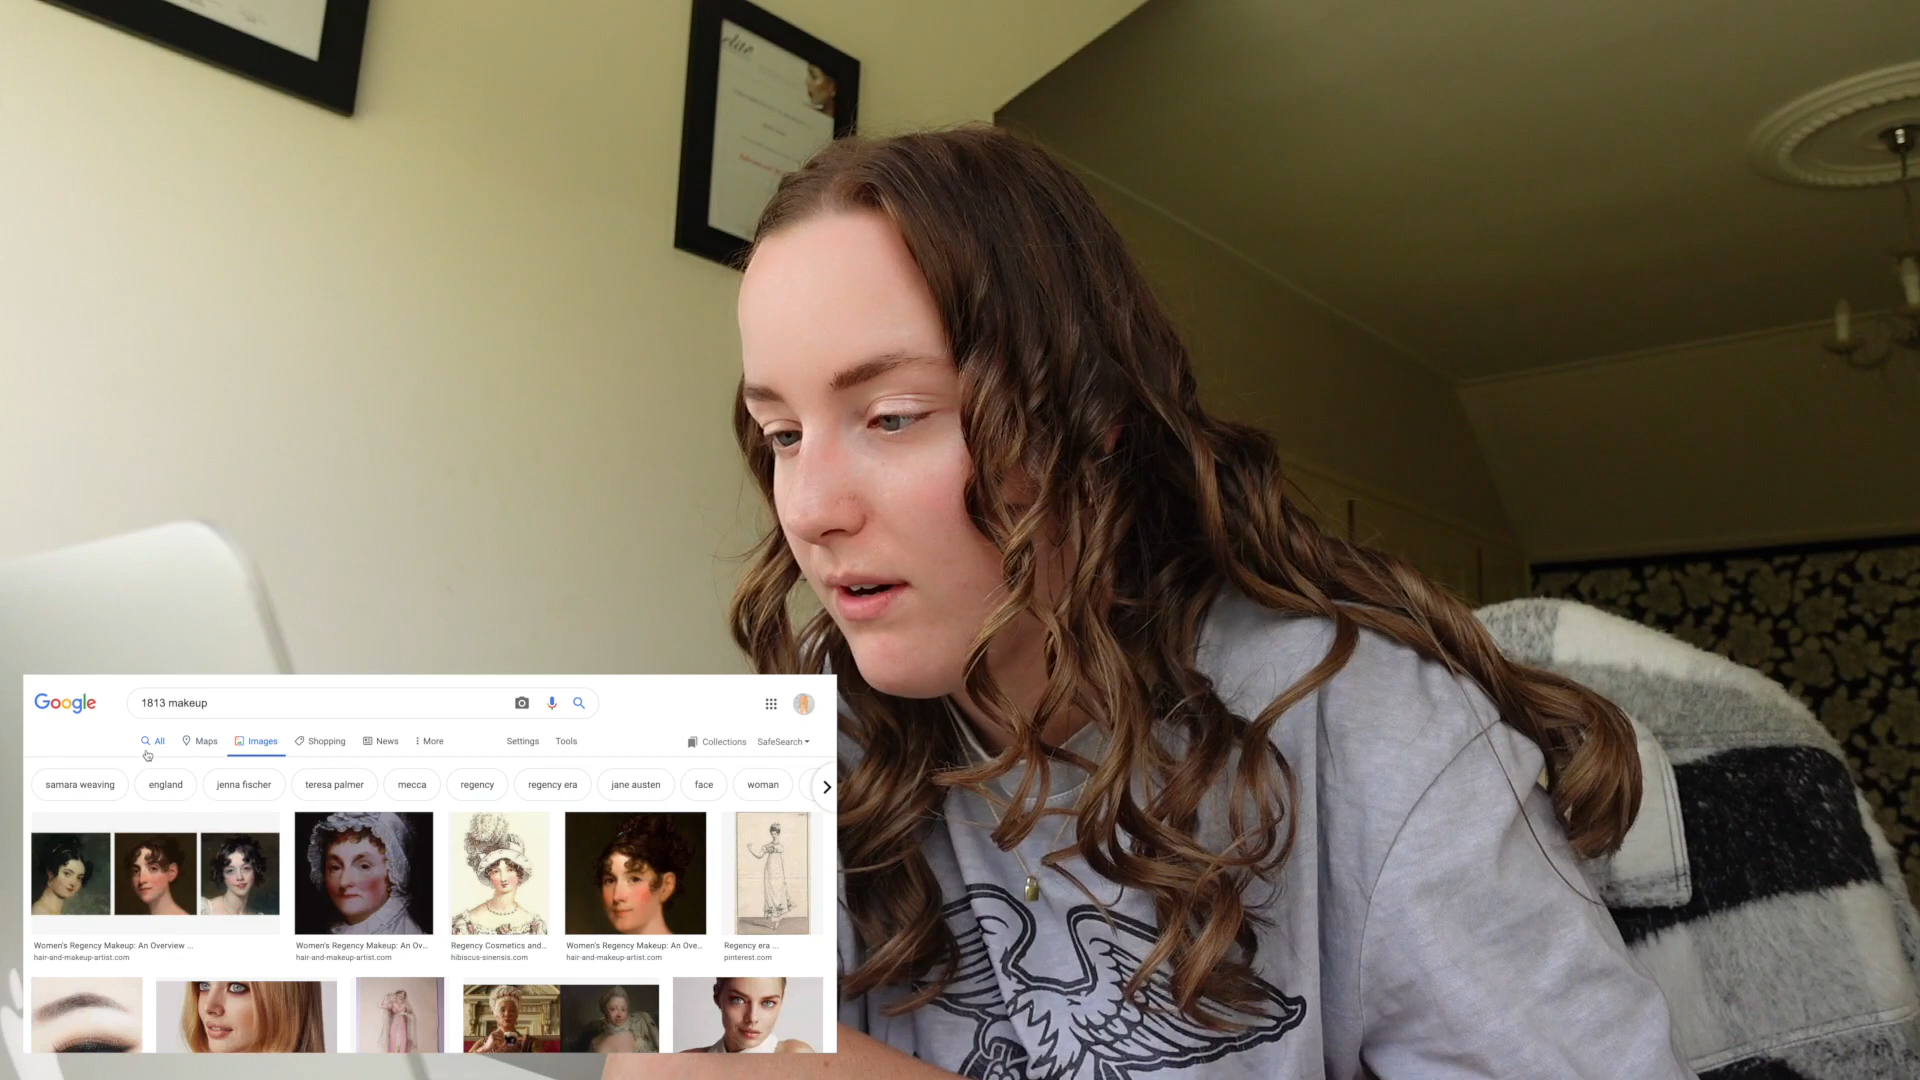 elite
Google
1813 makeup
All
Maps
Images
Shopping
News
More
Settings
Tools
Collections
SafeSearch
samara weaving
england
jenna fischer
teresa palmer
mecca
regency
regency era
jane austen
face
woman
Women's Regency Makeup: An Overview ...
hair-and-makeup-artist.com
Women's Regency Makeup: An Ov...
hair-and-makeup-artist.com
Regency Cosmetics and...
hibiscus-sinensis.com
Women's Regency Makeup: An Ove...
hair-and-makeup-artist.com
Regency era ...
pinterest.com